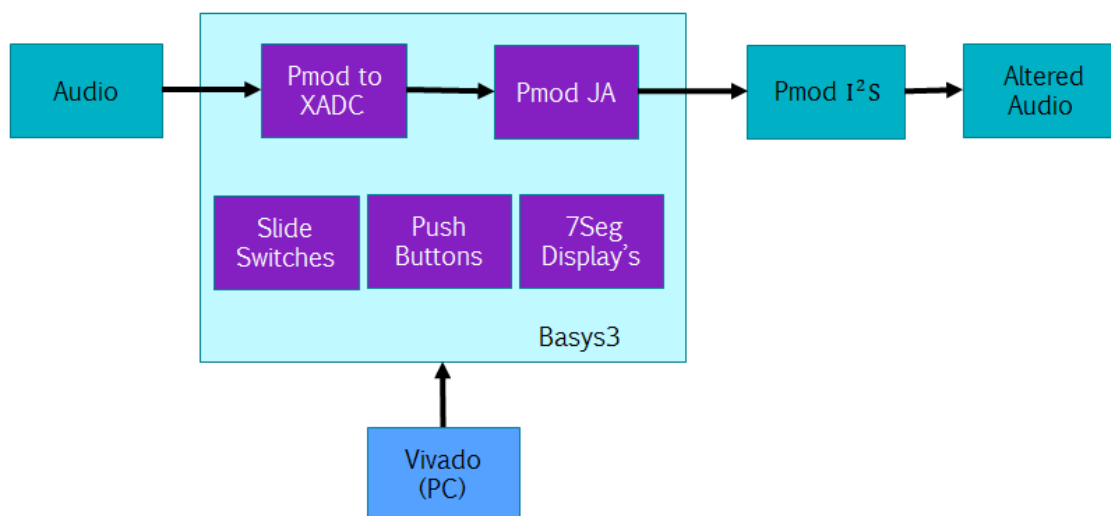 Audio
Pmod to
XADC
Pmod JA
Pmod I²S
Altered
Audio
Slide
Switches
Push
Buttons
7Seg
Display's
Basys3
Vivado
(PC)